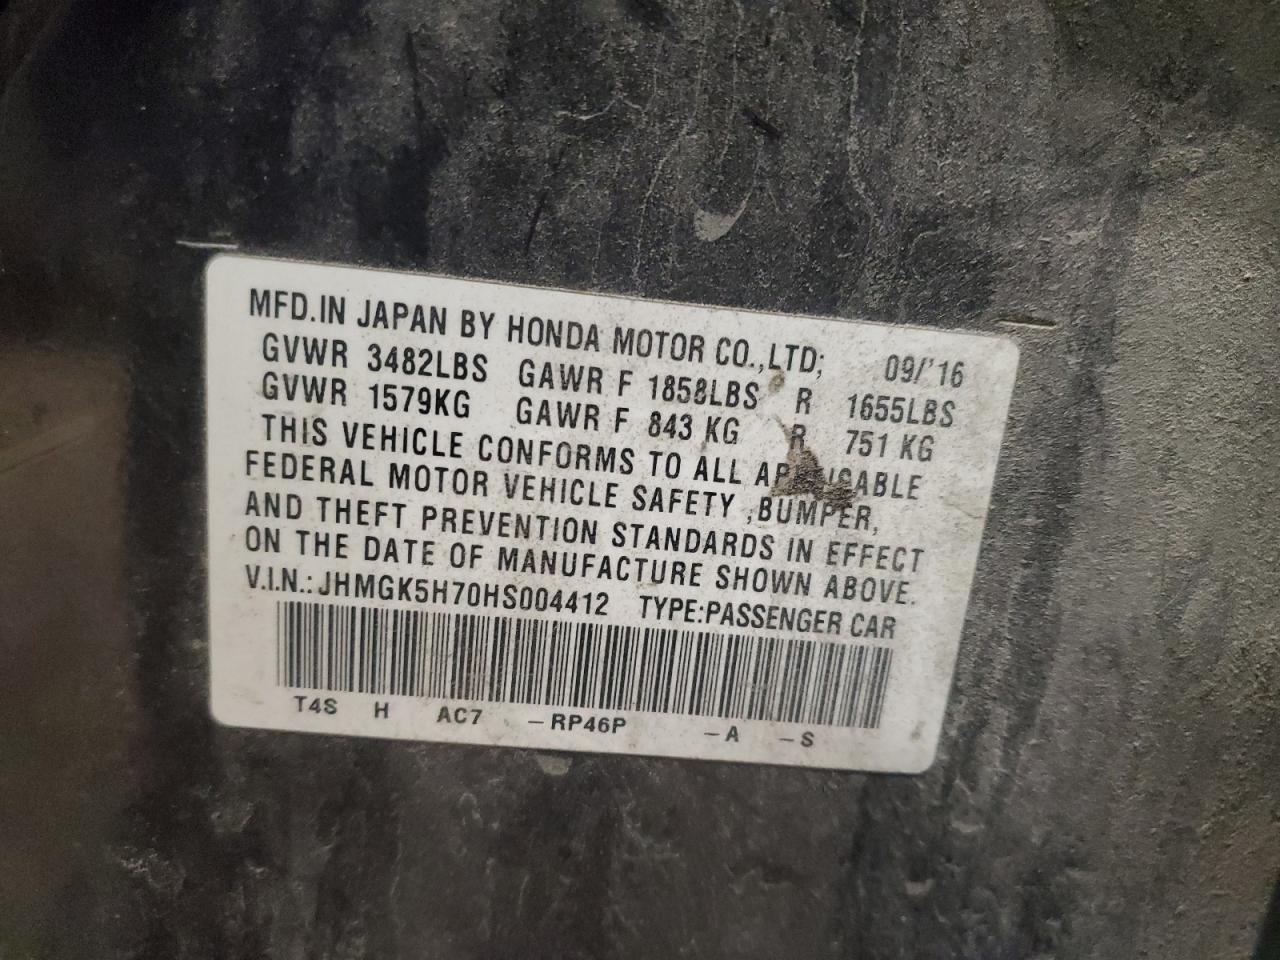 MFD.IN JAPAN BY HONDA MOTOR CO.,LTD; 09/'16
GVWR 3482LBS GAWR F 1858LBS R 1655LBS
GVWR 1579KG GAWR F 843 KG R 751 KG
THIS VEHICLE CONFORMS TO ALL APPLICABLE
FEDERAL MOTOR VEHICLE SAFETY ,BUMPER,
AND THEFT PREVENTION STANDARDS IN EFFECT
ON THE DATE OF MANUFACTURE SHOWN ABOVE.
V.I.N.: JHMGK5H70HS004412 TYPE:PASSENGER CAR
T4S H AC7 –RP46P –A –S